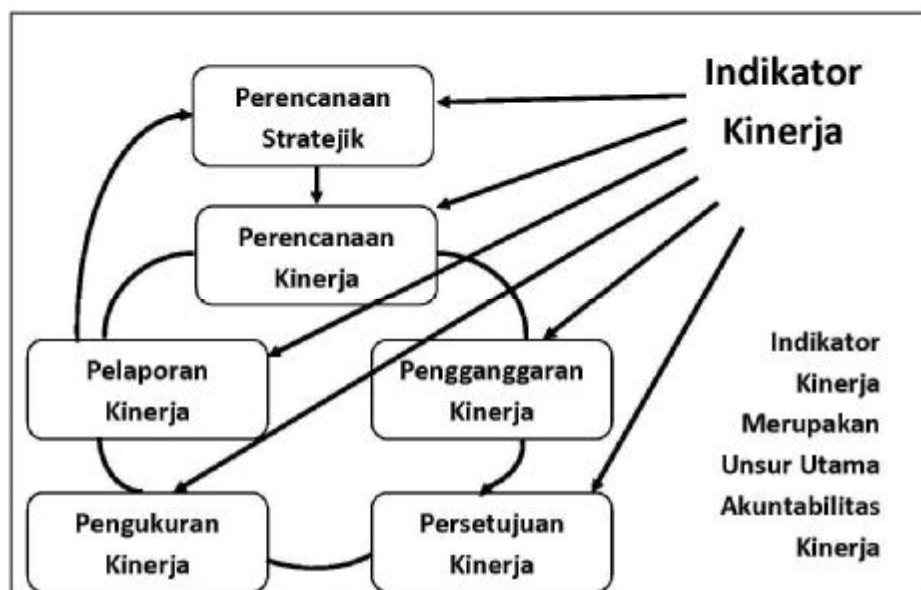 Indikator
Kinerja
Perencanaan
Stratejik
Perencanaan
Kinerja
Pelaporan
Kinerja
Pengganggaran
Kinerja
Pengukuran
Kinerja
Persetujuan
Kinerja
Indikator
Kinerja
Merupakan
Unsur Utama
Akuntabilitas
Kinerja